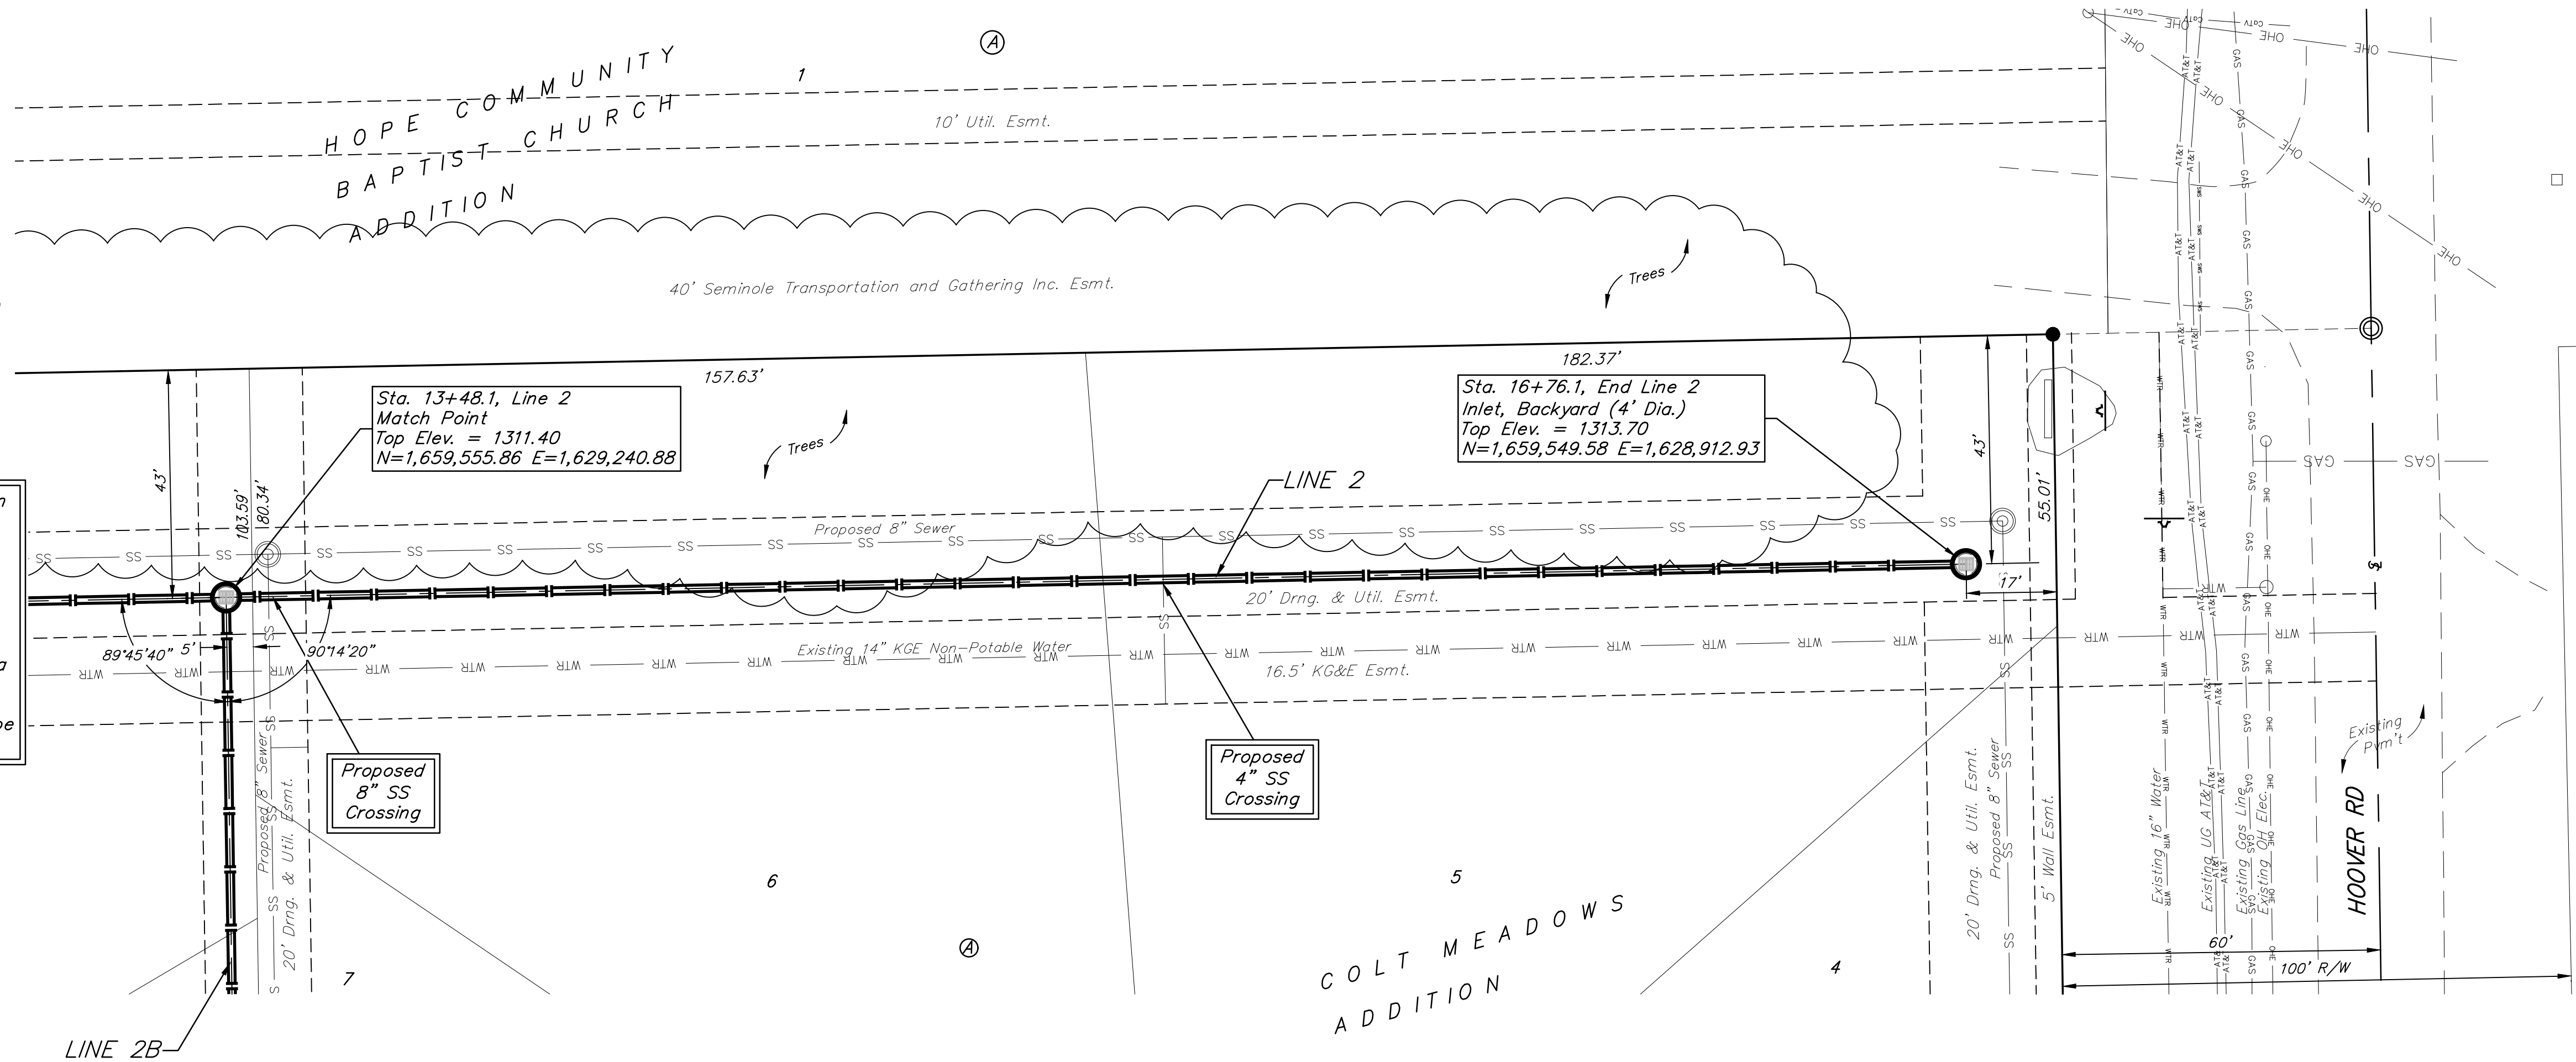 HOPE COMMUNITY
BAPTIST CHURCH
ADDITION
1
A
10' Util. Esmt.
40' Seminole Transportation and Gathering Inc. Esmt.
Trees
157.63'
182.37'
43'
103.59'
80.34'
Sta. 13+48.1, Line 2
Match Point
Top Elev. = 1311.40
N=1,659,555.86 E=1,629,240.88
Trees
Sta. 16+76.1, End Line 2
Inlet, Backyard (4' Dia.)
Top Elev. = 1313.70
N=1,659,549.58 E=1,628,912.93
43'
55.01'
LINE 2
Proposed 8" Sewer
17'
20' Drng. & Util. Esmt.
89°45'40"
5'
90°14'20"
Existing 14" KGE Non-Potable Water
16.5' KG&E Esmt.
Proposed
8" SS
Crossing
Proposed
4" SS
Crossing
Proposed 8" Sewer
20' Drng. & Util. Esmt.
6
5
A
7
4
COLT MEADOWS
ADDITION
20' Drng. & Util. Esmt.
Proposed 8" Sewer
5' Wall Esmt.
Existing 16" Water
Existing UG AT&T
Existing Gas Line
Existing OH Elec.
Existing
Pvm't
HOOVER RD
60'
100' R/W
LINE 2B
SS
WTR
GAS
OHE
AT&T
CaTV